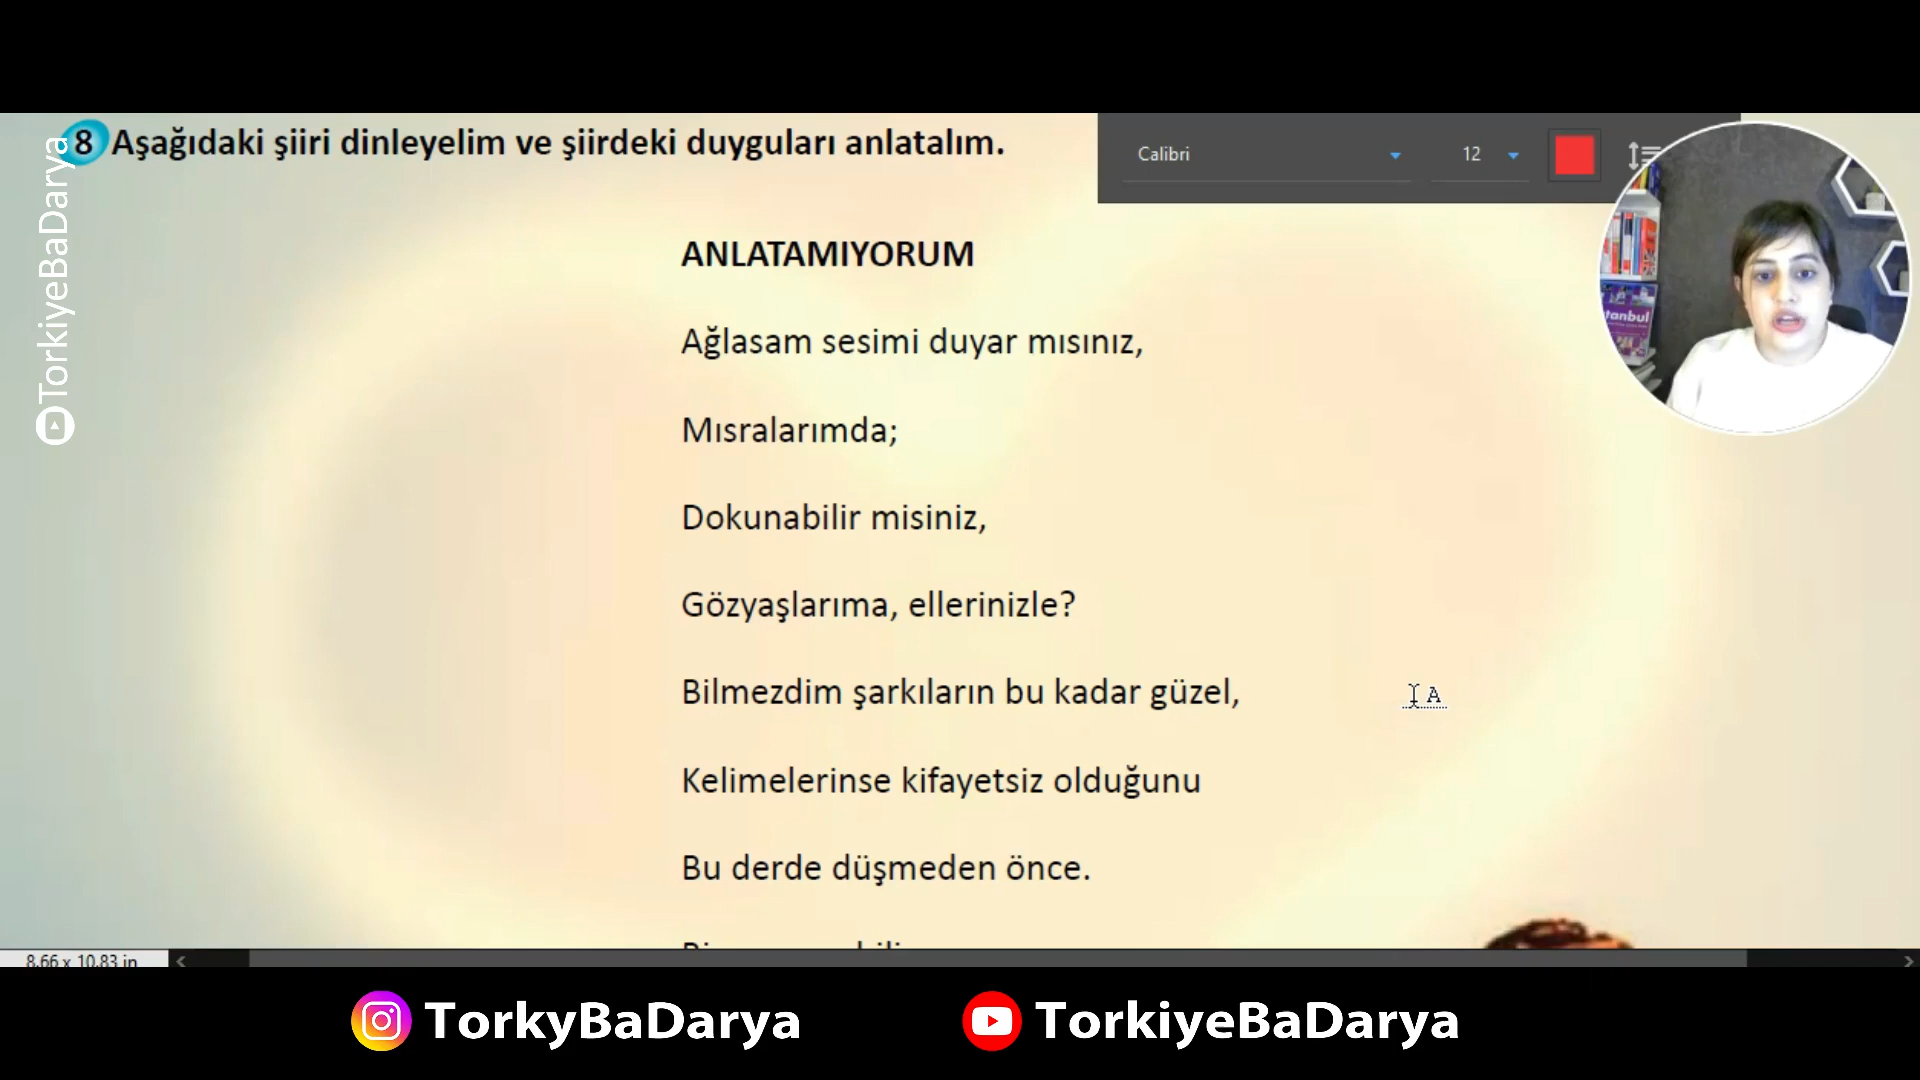 8 Aşağıdaki şiiri dinleyelim ve şiirdeki duyguları anlatalım.
Calibri 12
TorkiyeBaDarya
ANLATAMIYORUM
Ağlasam sesimi duyar mısınız,
Mısralarımda;
Dokunabilir misiniz,
Gözyaşlarıma, ellerinizle?
Bilmezdim şarkıların bu kadar güzel,
Kelimelerinse kifayetsiz olduğunu
Bu derde düşmeden önce.
8,66 x 10,83 in
TorkyBaDarya
TorkiyeBaDarya